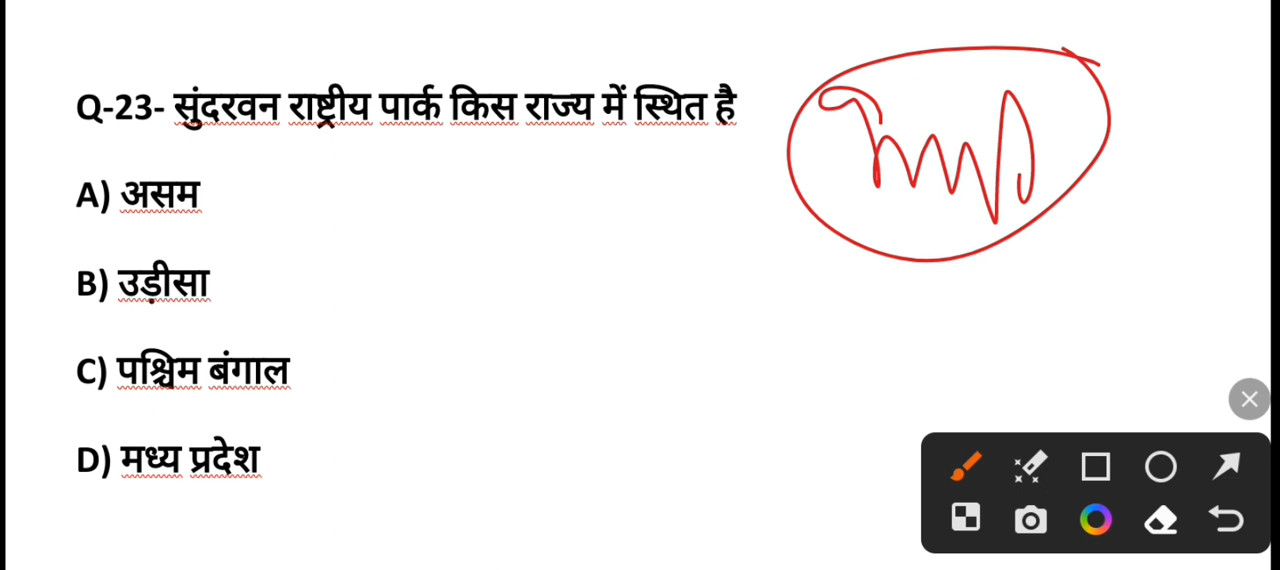 Q-23- सुंदरवन राष्ट्रीय पार्क किस राज्य में स्थित है
A) असम
B) उड़ीसा
C) पश्चिम बंगाल
D) मध्य प्रदेश